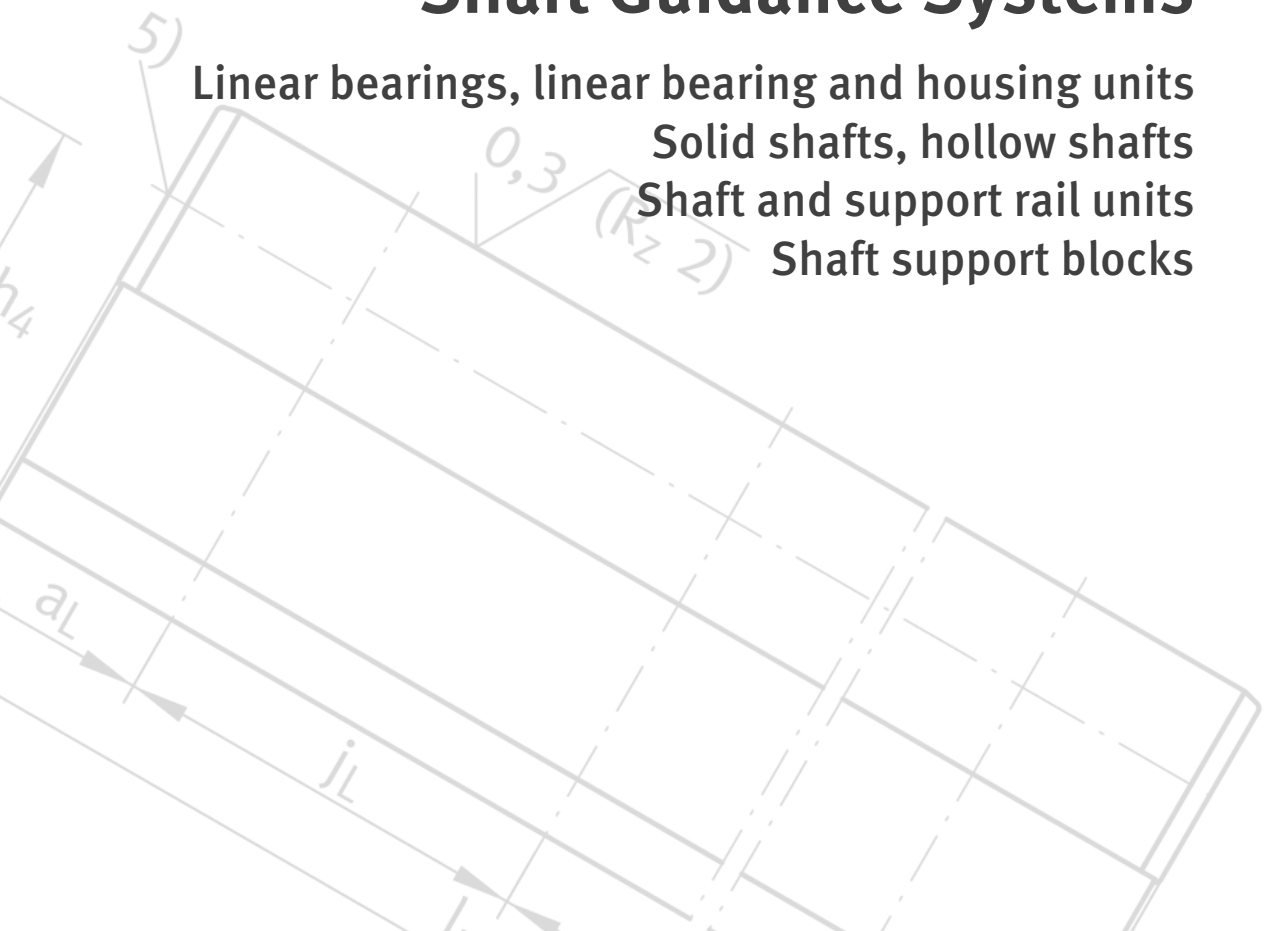 Shaft Guidance Systems
Linear bearings, linear bearing and housing units
Solid shafts, hollow shafts
Shaft and support rail units
Shaft support blocks
5)
0,3 (Rz 2)
h4
aL
jL